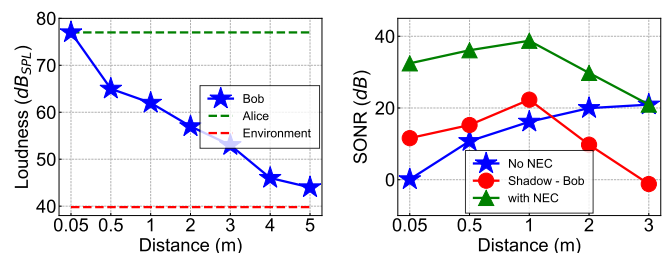 80
70
60
50
40
Loudness (dB_SPL)
Bob
Alice
Environment
0.05 0.5 1 2 3 4 5
Distance (m)
40
20
0
SONR (dB)
No NEC
Shadow - Bob
with NEC
0.05 0.5 1 2 3
Distance (m)